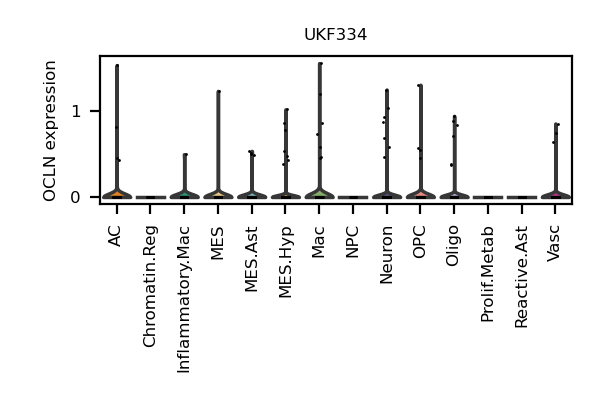 UKF334
OCLN expression
1
0
AC
Chromatin.Reg
Inflammatory.Mac
MES
MES.Ast
MES.Hyp
Mac
NPC
Neuron
OPC
Oligo
Prolif.Metab
Reactive.Ast
Vasc